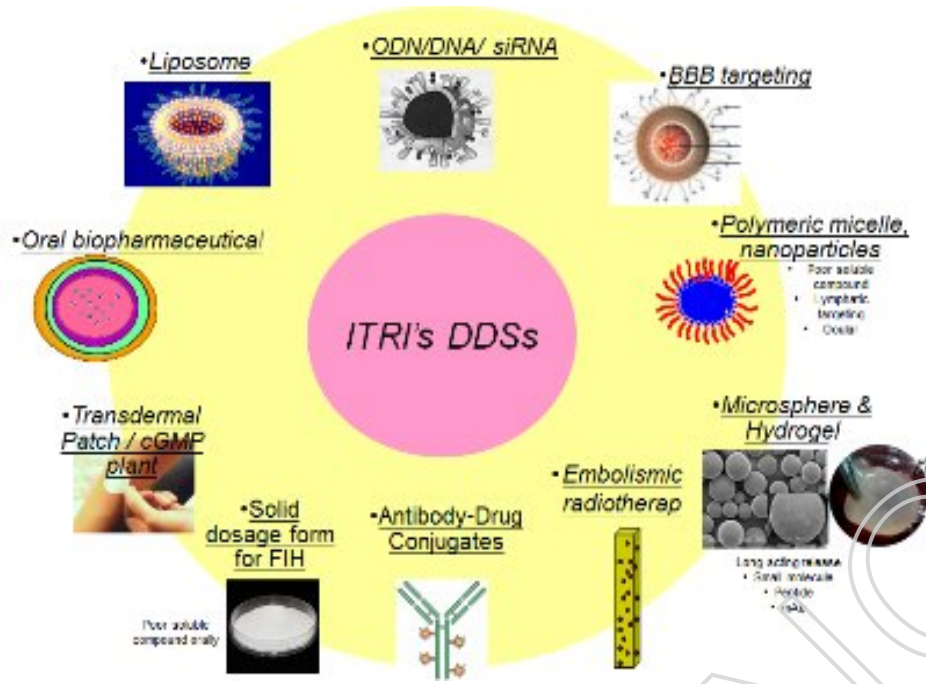 •Liposome
•ODN/DNA/ siRNA
•BBB targeting
•Oral biopharmaceutical
•Polymeric micelle,
nanoparticles
• Poor soluble
compound
• Lymphatic
targeting
• Ocular
ITRI's DDSs
•Transdermal
Patch / cGMP
plant
•Microsphere &
Hydrogel
Long acting release
• Small molecule
• Peptide
• mAb
•Embolismic
radiotherap
•Antibody-Drug
Conjugates
•Solid
dosage form
for FIH
Poor soluble
compound orally